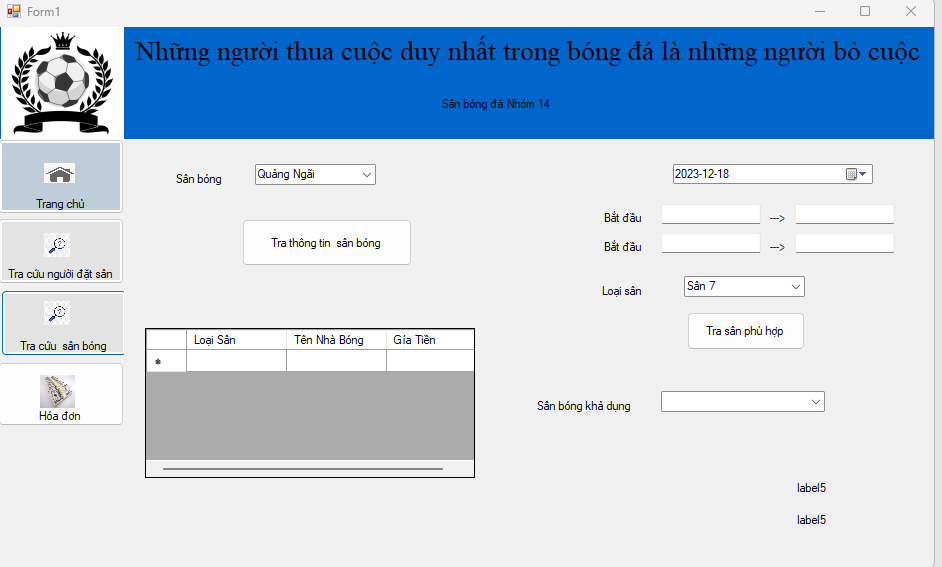 Form1
Những người thua cuộc duy nhất trong bóng đá là những người bỏ cuộc
Sân bóng đá Nhóm 14
Trang chủ
Tra cứu người đặt sân
Tra cứu  sân bóng
Hóa đơn
Sân bóng
Quảng Ngãi
2023-12-18
Tra thông tin  sân bóng
Bắt đầu
--->
Bắt đầu
--->
Loại sân
Sân 7
Tra sân phù hợp
Loại Sân
Tên Nhà Bóng
Gía Tiền
Sân bóng khả dụng
label5
label5